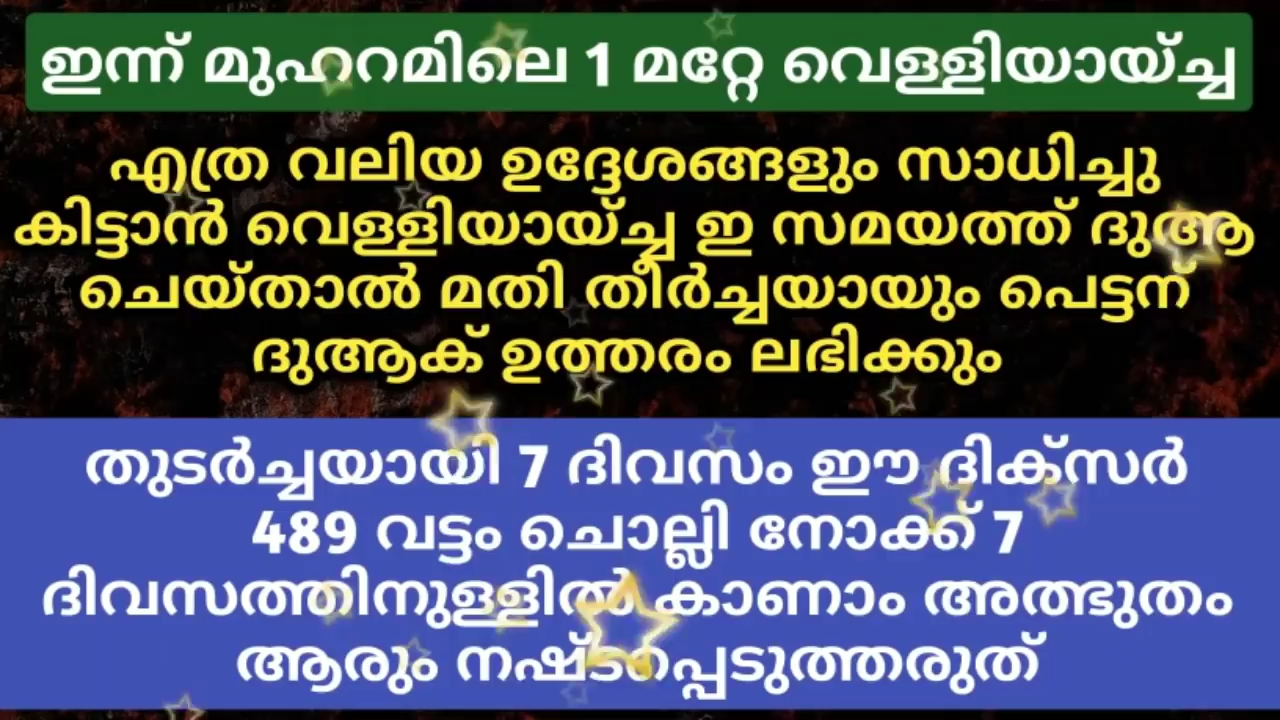 ഇന്ന് മുഹറമിലെ 1 മറ്റേ വെള്ളിയായ്ച്ച
എത്ര വലിയ ഉദ്ദേശങ്ങളും സാധിച്ചു
കിട്ടാൻ വെള്ളിയായ്ച്ച ഇ സമയത്ത് ദുആ
ചെയ്താൽ മതി തീർച്ചയായും പെട്ടന്
ദുആക് ഉത്തരം ലഭിക്കും
തുടർച്ചയായി 7 ദിവസം ഈ ദിക്സർ
489 വട്ടം ചൊല്ലി നോക്ക് 7
ദിവസത്തിനുള്ളിൽ കാണാം അത്ഭുതം
ആരും നഷ്ടപ്പെടുത്തരുത്